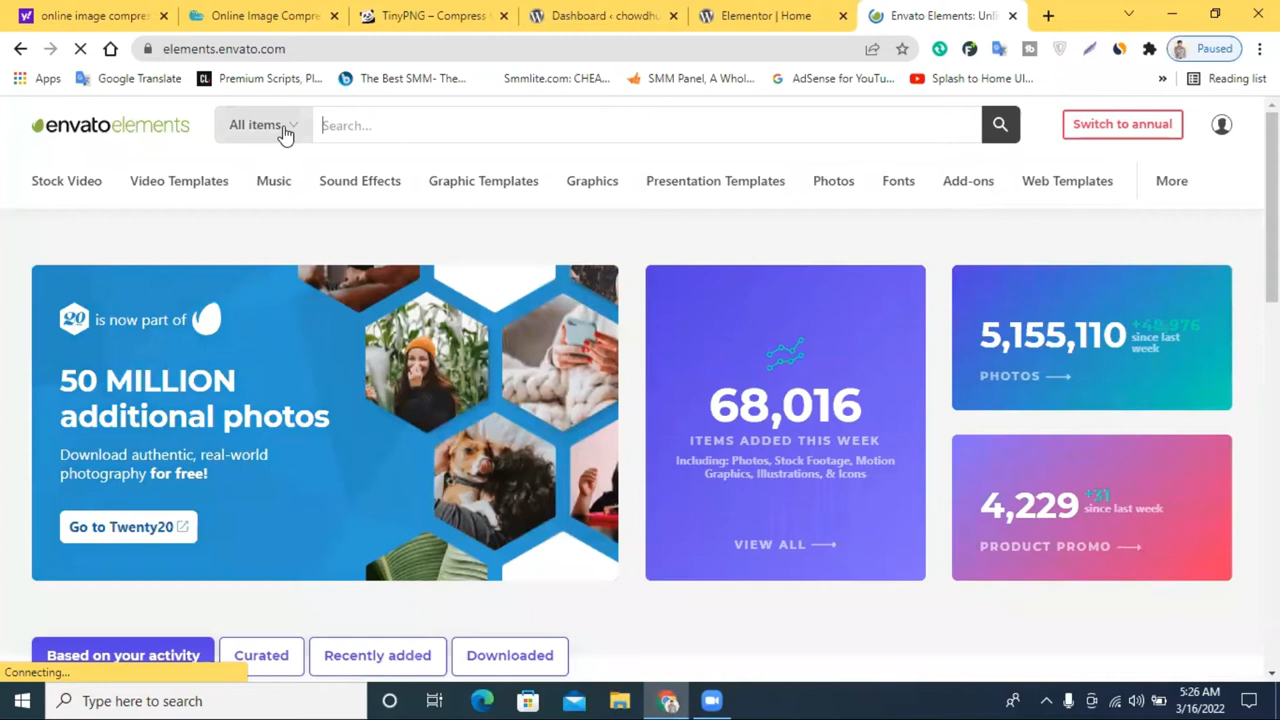 online image compres
Online Image Compre
TinyPNG – Compress
Dashboard ‹ chowdhu
Elementor | Home
Envato Elements: Unl
elements.envato.com
Paused
Apps
Google Translate
Premium Scripts, Pl...
The Best SMM- The...
Smmlite.com: CHEA...
SMM Panel, A Whol...
AdSense for YouTu...
Splash to Home UI...
»
Reading list
envatoelements
All items
Search...
Switch to annual
Stock Video
Video Templates
Music
Sound Effects
Graphic Templates
Graphics
Presentation Templates
Photos
Fonts
Add-ons
Web Templates
More
20 is now part of
50 MILLION
additional photos
Download authentic, real-world
photography for free!
Go to Twenty20
68,016
ITEMS ADDED THIS WEEK
Including: Photos, Stock Footage, Motion
Graphics, Illustrations, & Icons
VIEW ALL
5,155,110
+48,976
since last
week
PHOTOS
4,229
+31
since last week
PRODUCT PROMO
Based on your activity
Curated
Recently added
Downloaded
Connecting...
Type here to search
5:26 AM
3/16/2022